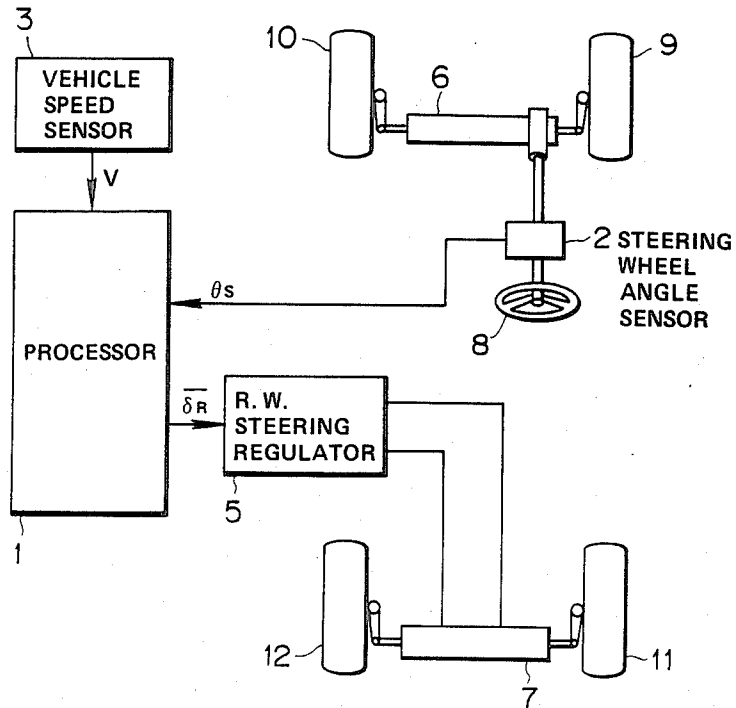 3
VEHICLE
SPEED
SENSOR
V
10
6
9
2 STEERING
WHEEL
ANGLE
SENSOR
θs
8
PROCESSOR
δ̅R̅
R. W.
STEERING
REGULATOR
5
1
12
7
11